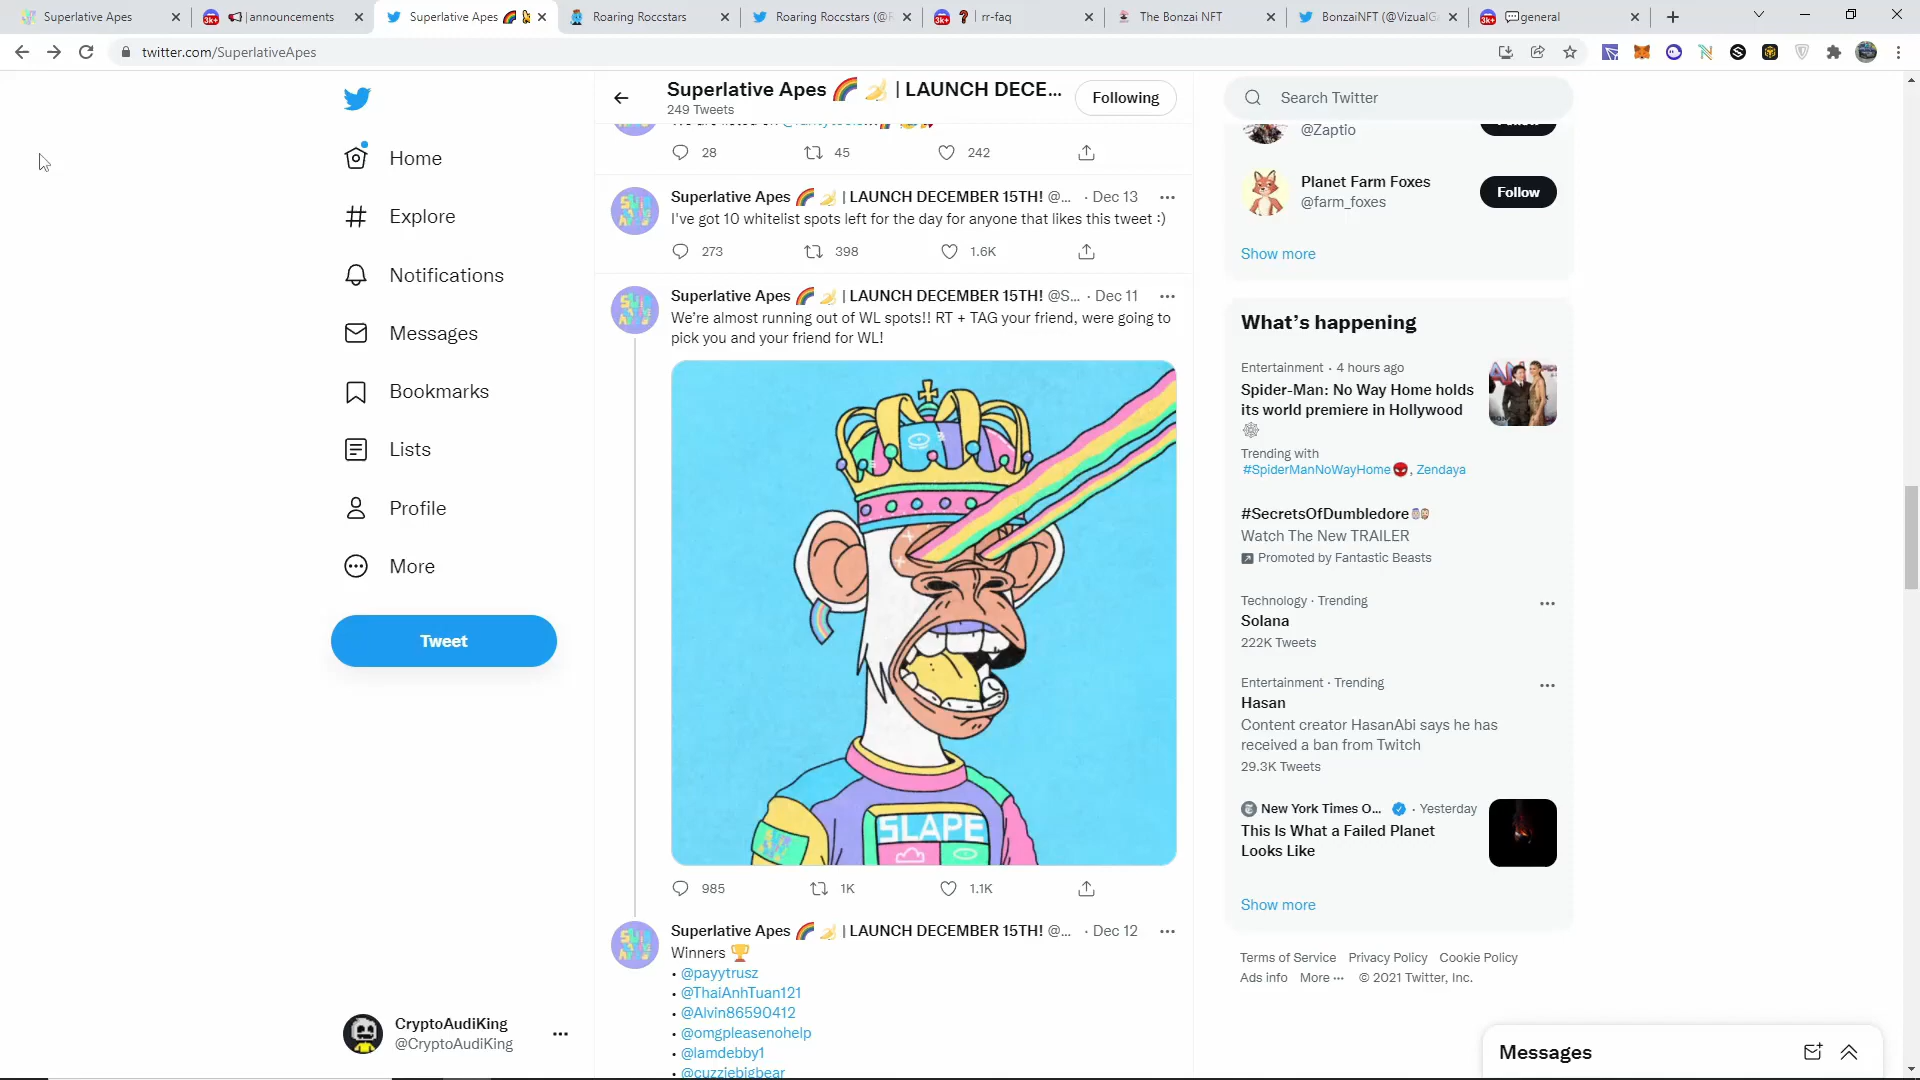 Superlative Apes
announcements
Superlative Apes
Roaring Roccstars
Roaring Roccstars (@R
rr-faq
The Bonzai NFT
BonzaiNFT (@VizualG
general
twitter.com/SuperlativeApes
Home
Explore
Notifications
Messages
Bookmarks
Lists
Profile
More
Tweet
CryptoAudiKing
@CryptoAudiKing
Superlative Apes 🌈 🍌 | LAUNCH DECE...
249 Tweets
Following
28 45 242
Superlative Apes 🌈 🍌 | LAUNCH DECEMBER 15TH! @... · Dec 13
I've got 10 whitelist spots left for the day for anyone that likes this tweet :)
273 398 1.6K
Superlative Apes 🌈 🍌 | LAUNCH DECEMBER 15TH! @S... · Dec 11
We're almost running out of WL spots!! RT + TAG your friend, were going to
pick you and your friend for WL!
SLAPE
985 1K 1.1K
Superlative Apes 🌈 🍌 | LAUNCH DECEMBER 15TH! @... · Dec 12
Winners 🏆
• @payytrusz
• @ThaiAnhTuan121
• @Alvin86590412
• @omgpleasenohelp
• @lamdebby1
• @cuzziebigbear
Search Twitter
@Zaptio
Planet Farm Foxes
@farm_foxes
Follow
Show more
What's happening
Entertainment · 4 hours ago
Spider-Man: No Way Home holds
its world premiere in Hollywood
🕸
Trending with
#SpiderManNoWayHome, Zendaya
#SecretsOfDumbledore
Watch The New TRAILER
Promoted by Fantastic Beasts
Technology · Trending
Solana
222K Tweets
Entertainment · Trending
Hasan
Content creator HasanAbi says he has
received a ban from Twitch
29.3K Tweets
New York Times O... · Yesterday
This Is What a Failed Planet
Looks Like
Show more
Terms of Service Privacy Policy Cookie Policy
Ads info More ··· © 2021 Twitter, Inc.
Messages